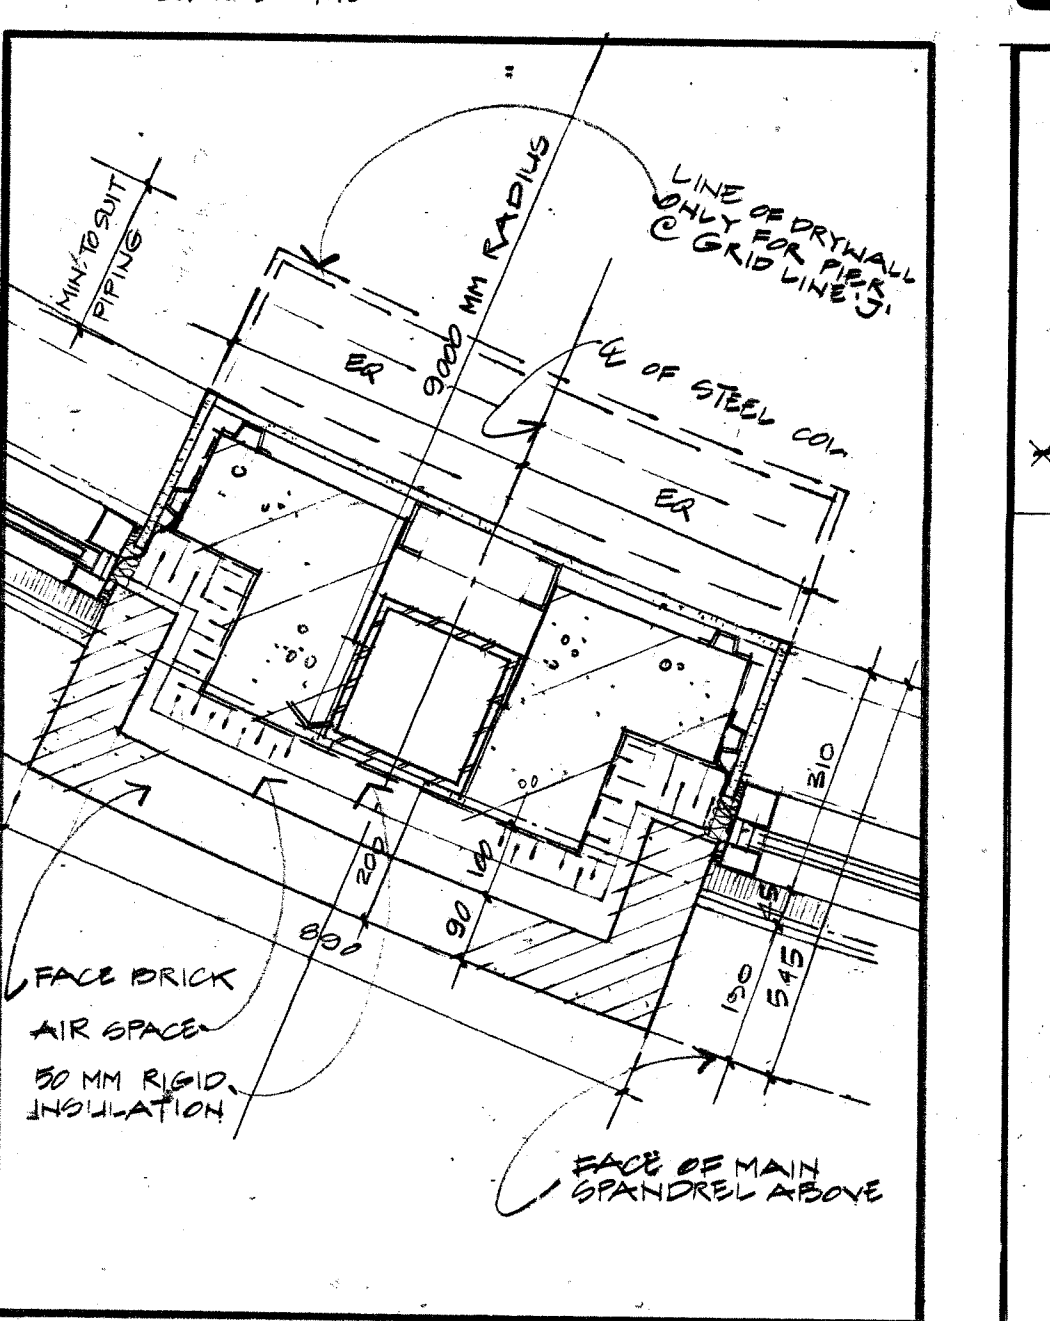 LINE OF DRYWALL
ONLY FOR PIER
@ GRID LINE 'J'
MIN. TO SUIT
PIPING
9000 MM RADIUS
℄ OF STEEL COL.
EQ
EQ
310
200
100
90
890
45
190
545
FACE BRICK
AIR SPACE
50 MM RIGID
INSULATION
FACE OF MAIN
SPANDREL ABOVE